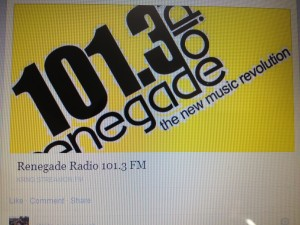 101.3
renegade
radio
the new music revolution
Renegade Radio 101.3 FM
Like Comment Share